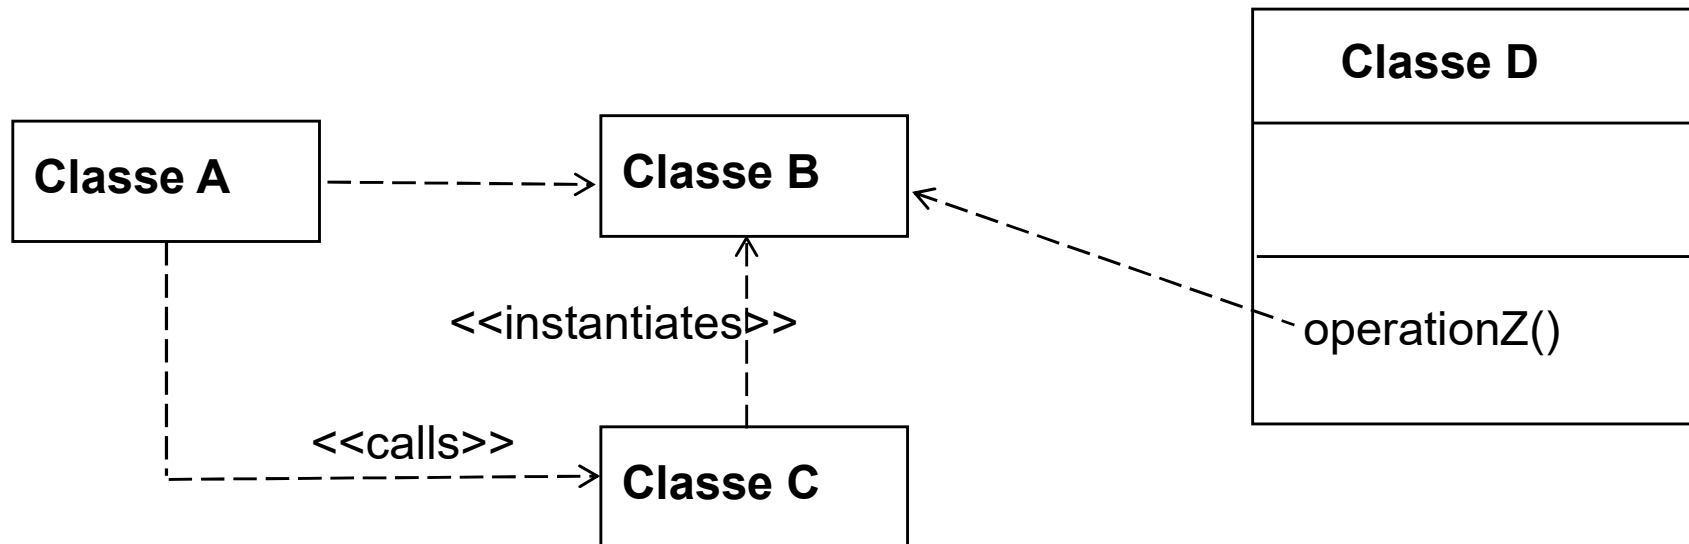 Classe D
Classe A
Classe B
<<instantiates>>
operationZ()
<<calls>>
Classe C